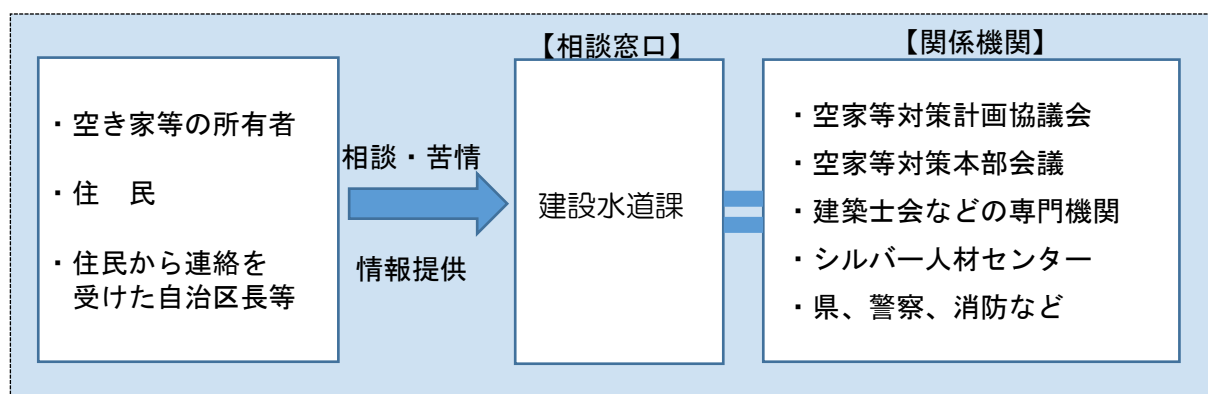 ・空き家等の所有者
・住　民
・住民から連絡を
受けた自治区長等
相談・苦情
情報提供
【相談窓口】
建設水道課
【関係機関】
・空家等対策計画協議会
・空家等対策本部会議
・建築士会などの専門機関
・シルバー人材センター
・県、警察、消防など